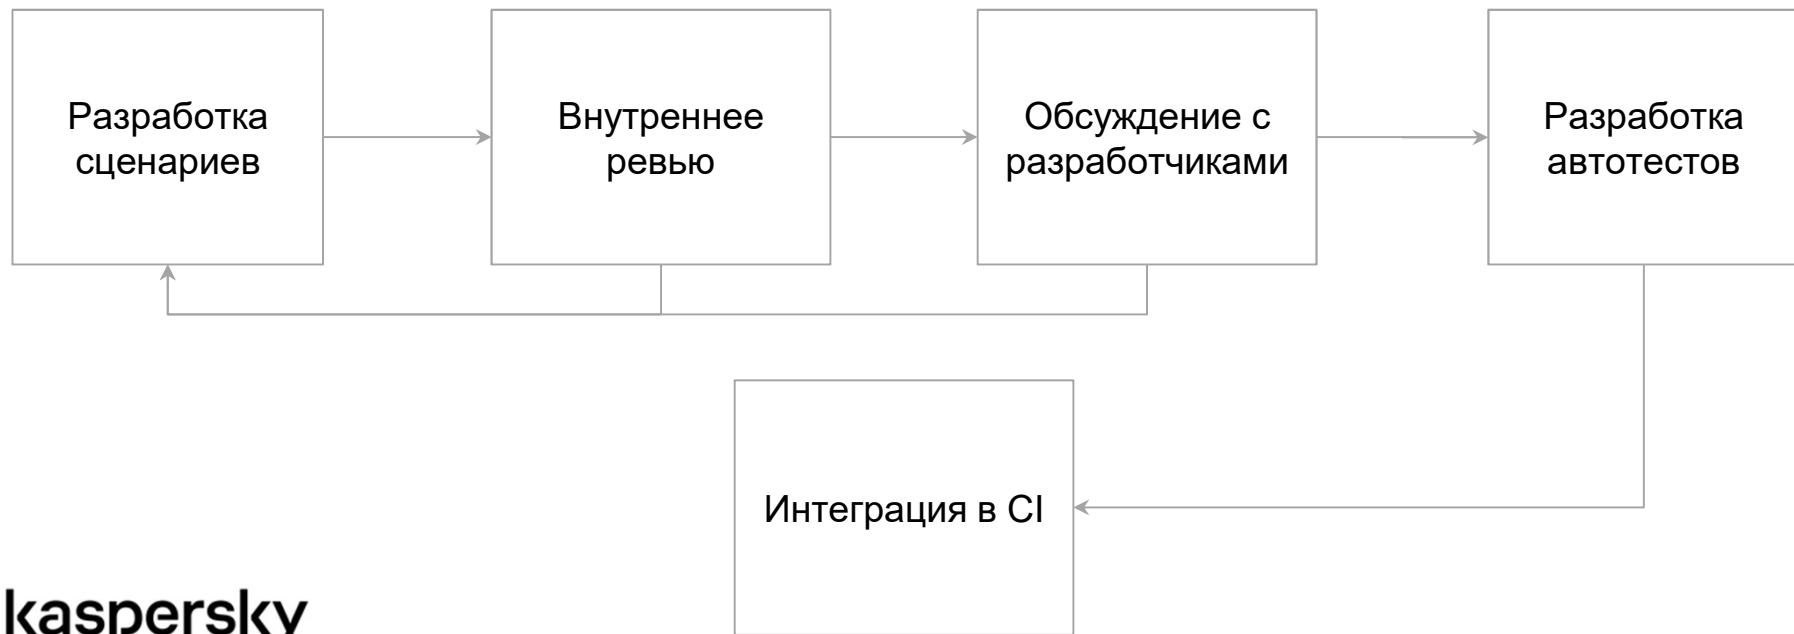 Разработка
сценариев
Внутреннее
ревью
Обсуждение с
разработчиками
Разработка
автотестов
Интеграция в CI
kaspersky